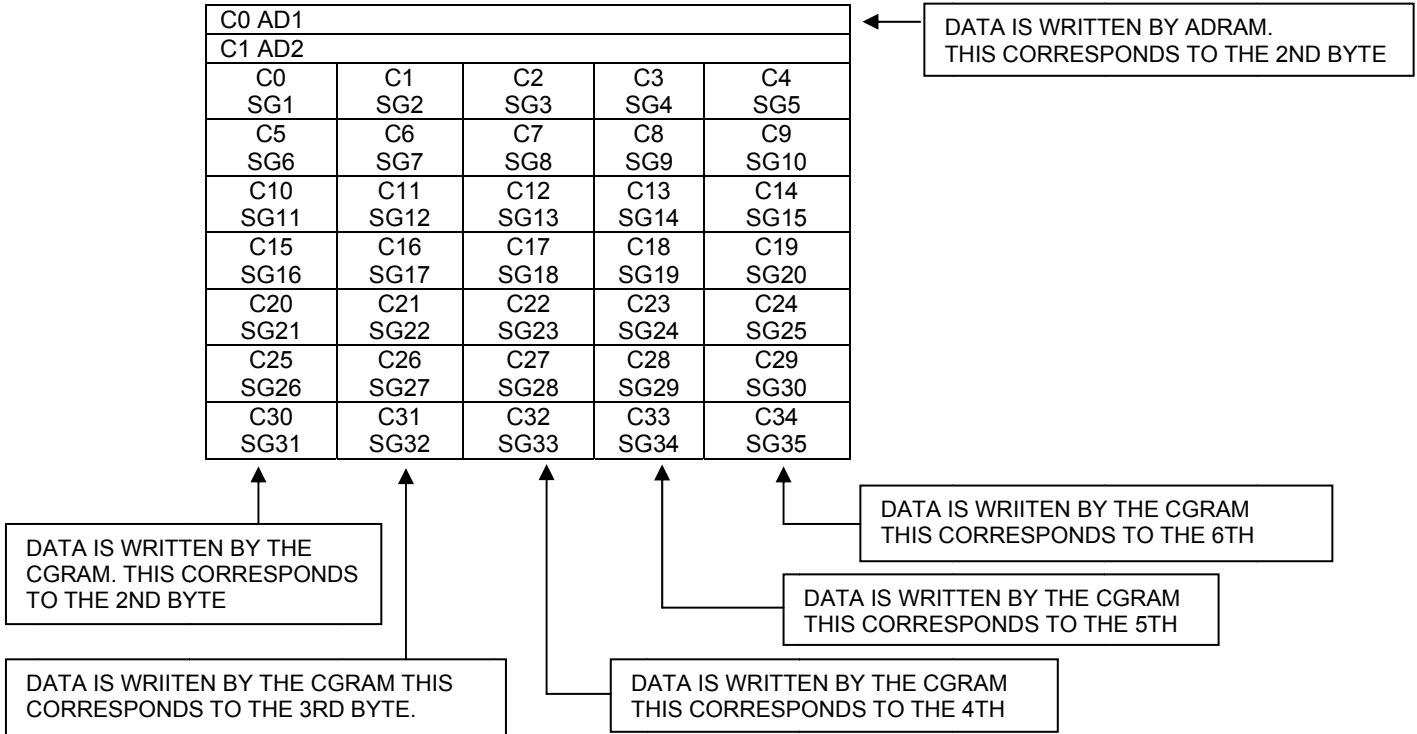 C0 AD1
C1 AD2
C0 C1 C2 C3 C4
SG1 SG2 SG3 SG4 SG5
C5 C6 C7 C8 C9
SG6 SG7 SG8 SG9 SG10
C10 C11 C12 C13 C14
SG11 SG12 SG13 SG14 SG15
C15 C16 C17 C18 C19
SG16 SG17 SG18 SG19 SG20
C20 C21 C22 C23 C24
SG21 SG22 SG23 SG24 SG25
C25 C26 C27 C28 C29
SG26 SG27 SG28 SG29 SG30
C30 C31 C32 C33 C34
SG31 SG32 SG33 SG34 SG35
DATA IS WRITTEN BY ADRAM.
THIS CORRESPONDS TO THE 2ND BYTE
DATA IS WRIITEN BY THE CGRAM
THIS CORRESPONDS TO THE 6TH
DATA IS WRITTEN BY THE
CGRAM. THIS CORRESPONDS
TO THE 2ND BYTE
DATA IS WRITTEN BY THE CGRAM
THIS CORRESPONDS TO THE 5TH
DATA IS WRIITEN BY THE CGRAM THIS
CORRESPONDS TO THE 3RD BYTE.
DATA IS WRITTEN BY THE CGRAM
THIS CORRESPONDS TO THE 4TH